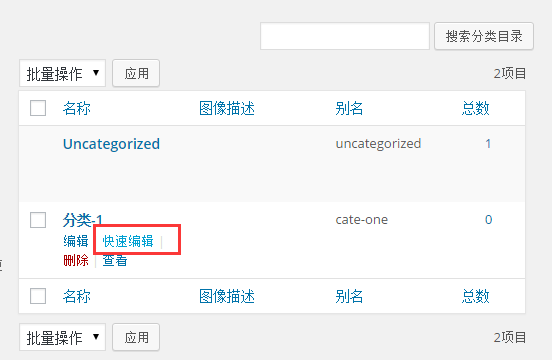 搜索分类目录
批量操作 应用 2项目
名称 图像描述 别名 总数
Uncategorized uncategorized 1
分类-1 cate-one 0
编辑 | 快速编辑 |
删除 | 查看
名称 图像描述 别名 总数
批量操作 应用 2项目